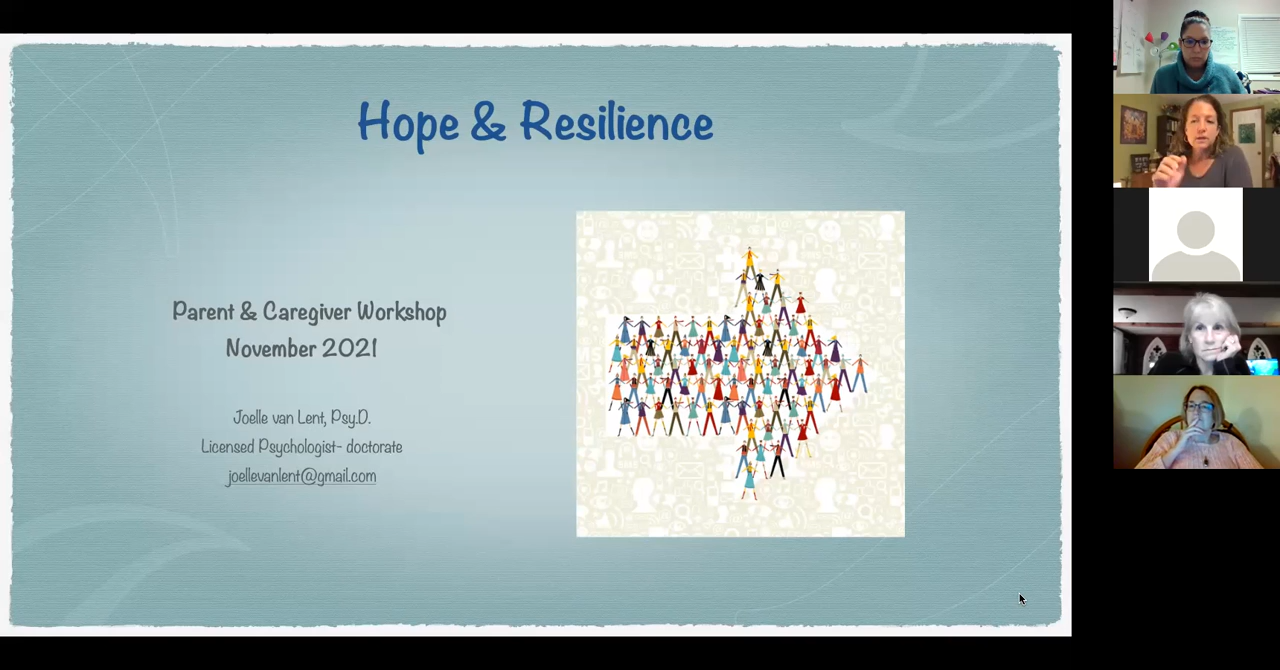 Hope & Resilience
Parent & Caregiver Workshop
November 2021
Joelle van Lent, Psy.D.
Licensed Psychologist- doctorate
joellevanlent@gmail.com